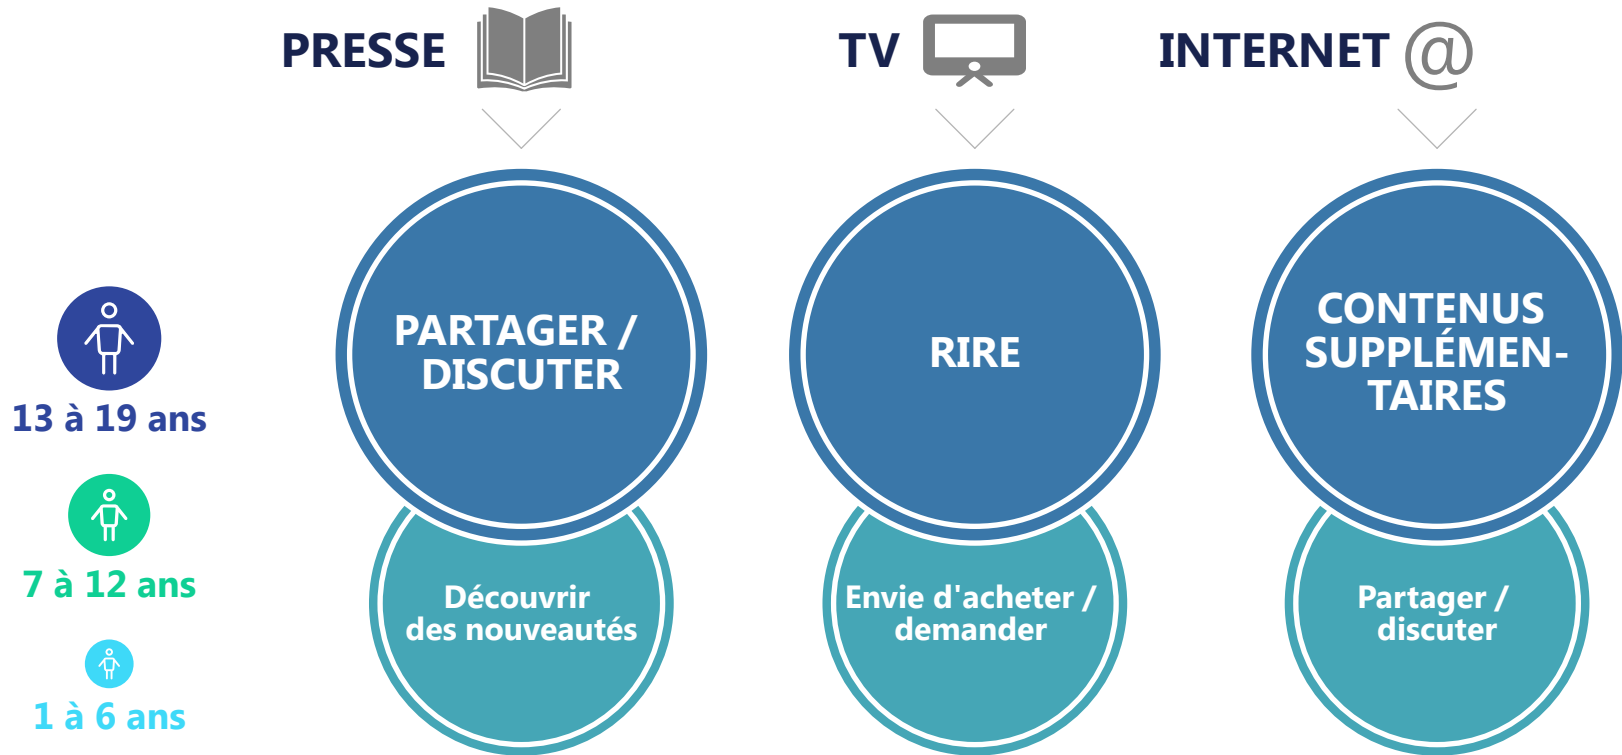 PRESSE
TV
INTERNET @
PARTAGER /
DISCUTER
RIRE
CONTENUS
SUPPLÉMEN-
TAIRES
13 à 19 ans
7 à 12 ans
1 à 6 ans
Découvrir
des nouveautés
Envie d'acheter /
demander
Partager /
discuter